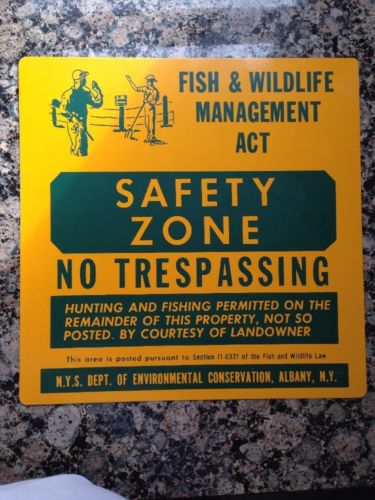 FISH & WILDLIFE
MANAGEMENT
ACT
SAFETY
ZONE
NO TRESPASSING
HUNTING AND FISHING PERMITTED ON THE
REMAINDER OF THIS PROPERTY, NOT SO
POSTED. BY COURTESY OF LANDOWNER
This area is posted pursuant to Section 11-0321 of the Fish and Wildlife Law
N.Y.S. DEPT. OF ENVIRONMENTAL CONSERVATION, ALBANY, N.Y.